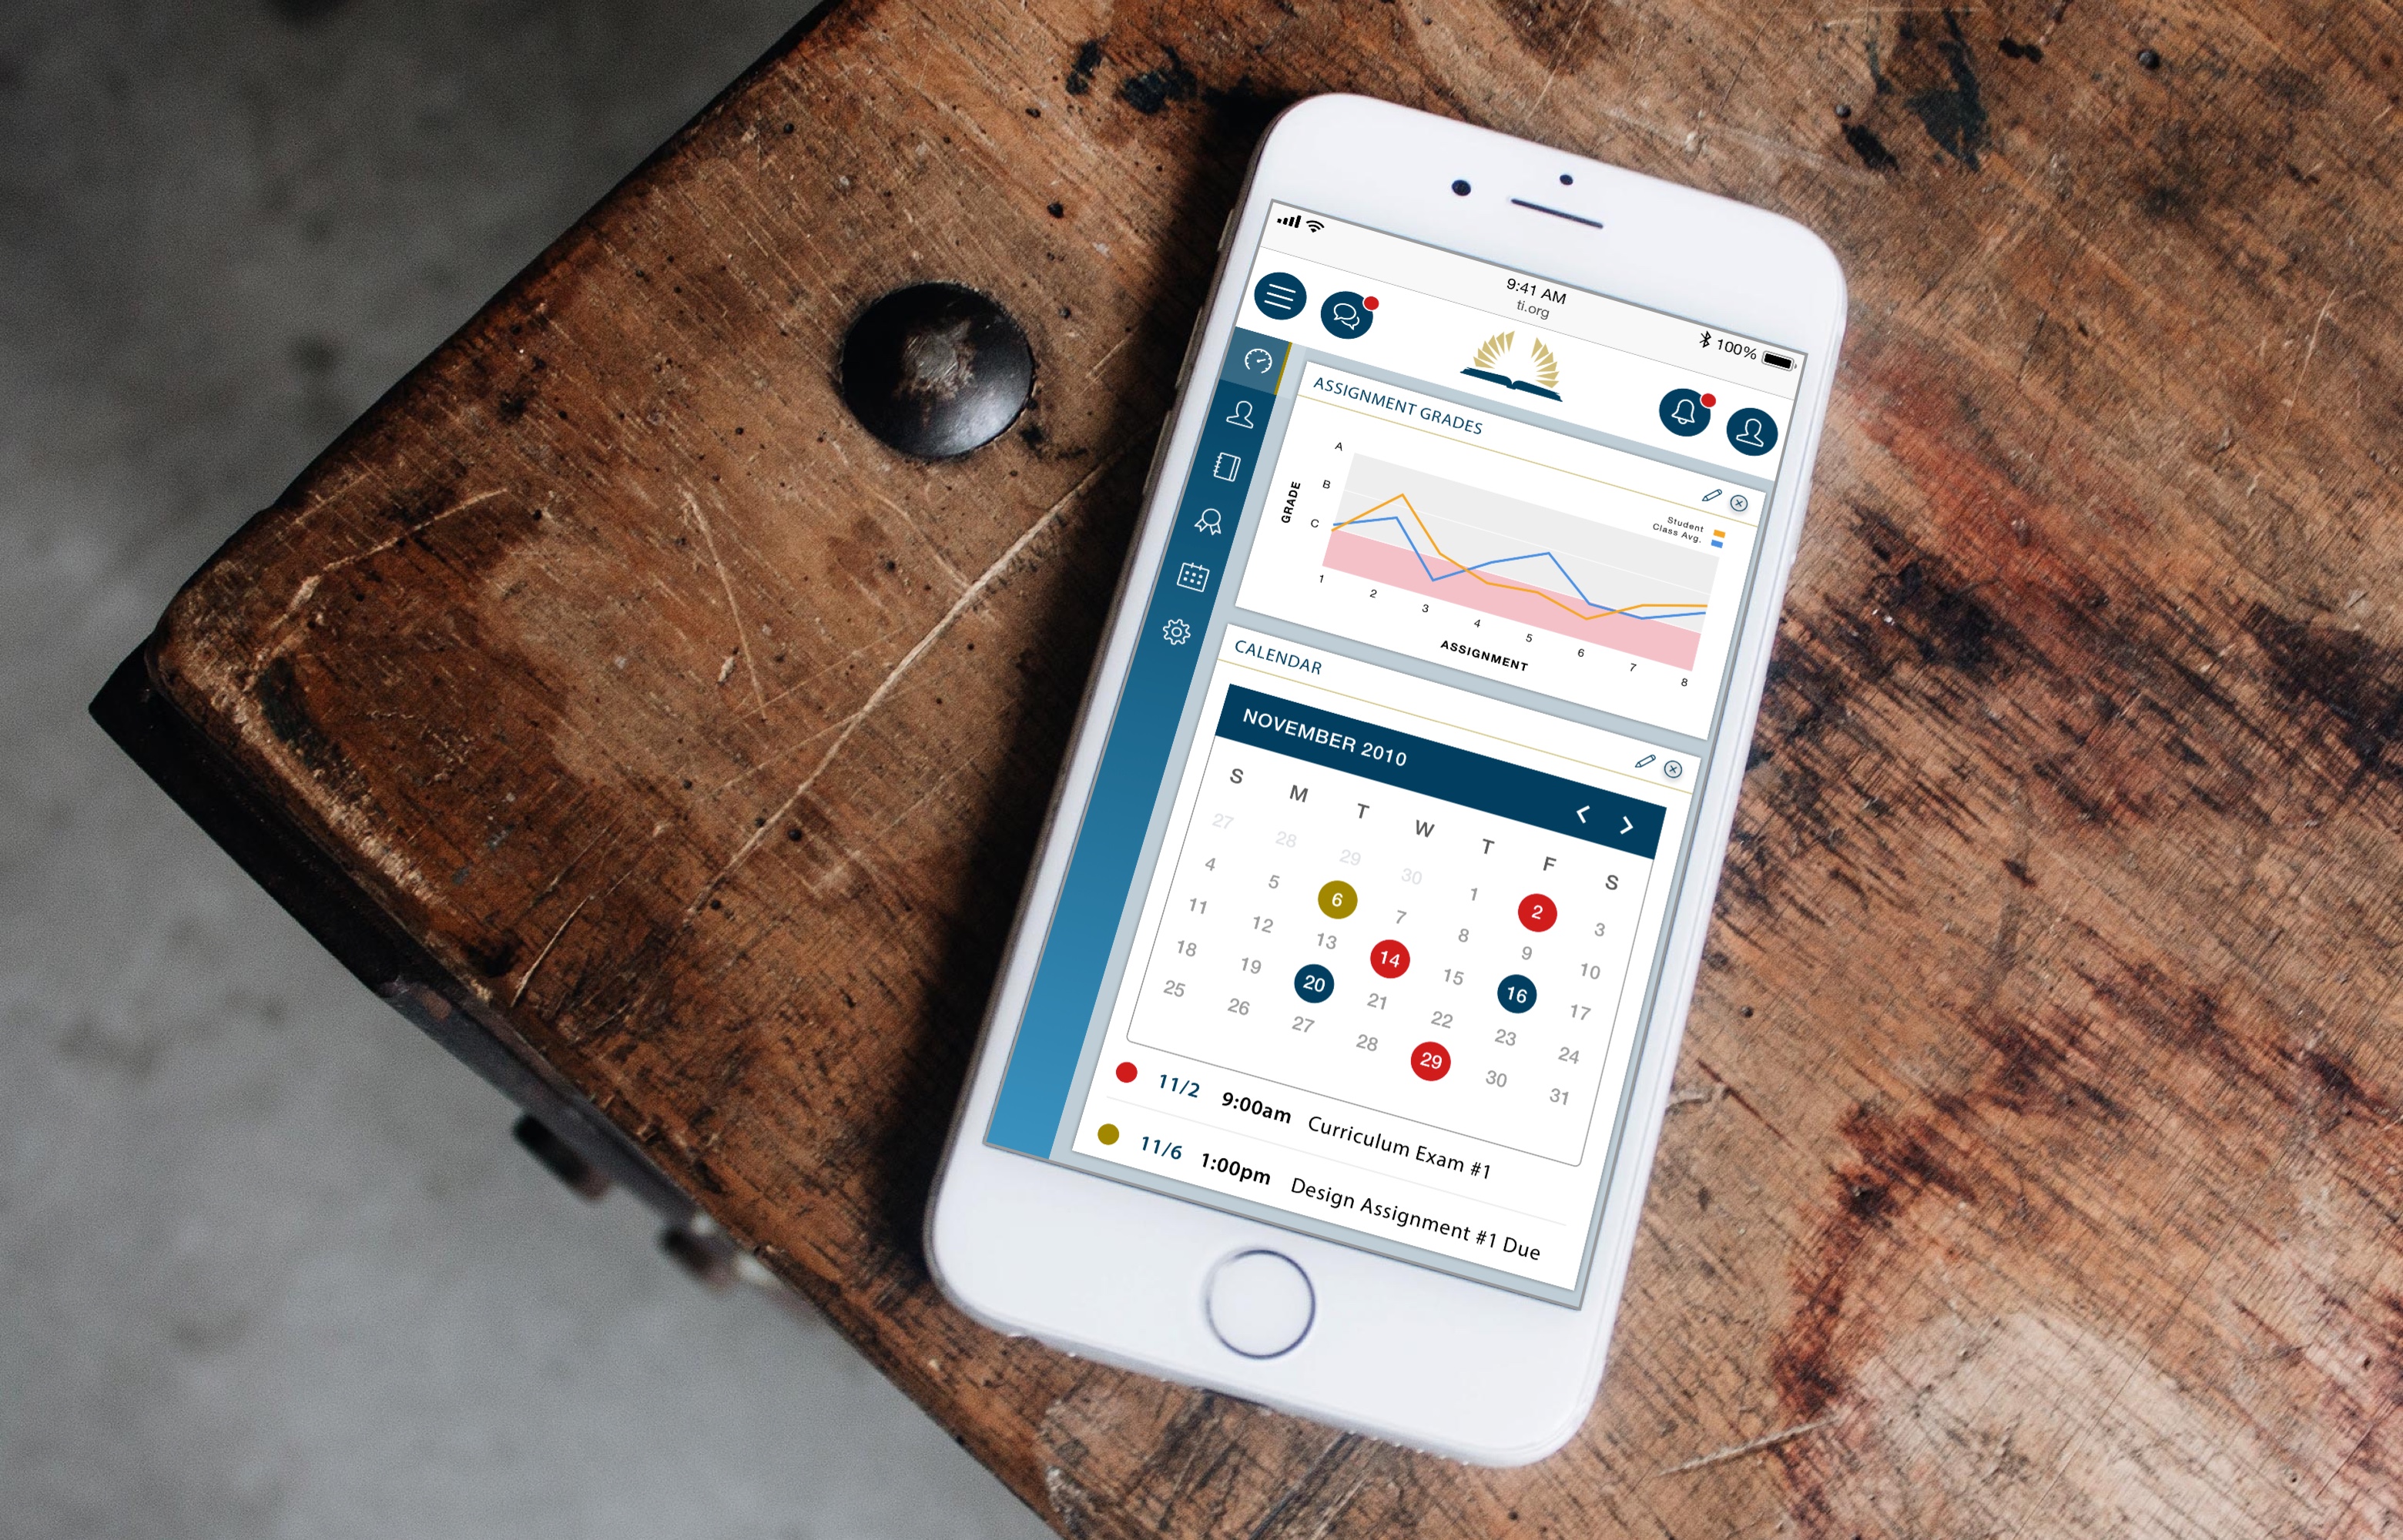 9:41 AM
ti.org
100%
ASSIGNMENT GRADES
Student
Class Avg.
GRADE
A
B
C
1 2 3 4 5 6 7 8
ASSIGNMENT
CALENDAR
NOVEMBER 2010
S M T W T F S
27 28 29 30 1 2 3
4 5 6 7 8 9 10
11 12 13 14 15 16 17
18 19 20 21 22 23 24
25 26 27 28 29 30 31
11/2 9:00am Curriculum Exam #1
11/6 1:00pm Design Assignment #1 Due